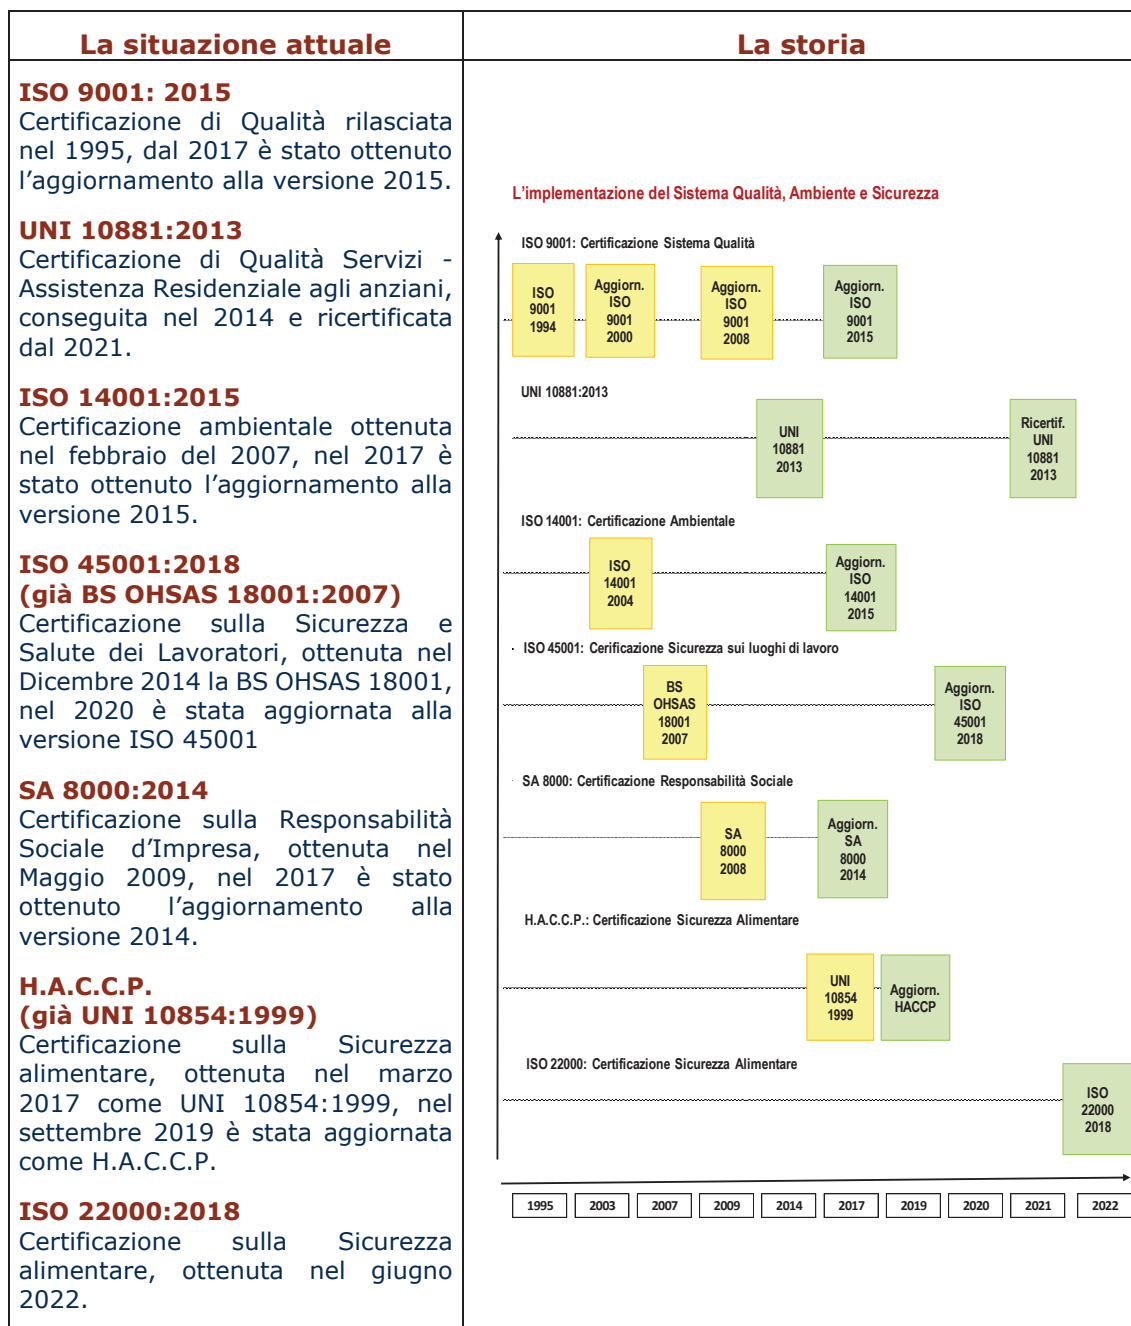 La situazione attuale
ISO 9001: 2015
Certificazione di Qualità rilasciata
nel 1995, dal 2017 è stato ottenuto
l’aggiornamento alla versione 2015.
UNI 10881:2013
Certificazione di Qualità Servizi -
Assistenza Residenziale agli anziani,
conseguita nel 2014 e ricertificata
dal 2021.
ISO 14001:2015
Certificazione ambientale ottenuta
nel febbraio del 2007, nel 2017 è
stato ottenuto l’aggiornamento alla
versione 2015.
ISO 45001:2018
(già BS OHSAS 18001:2007)
Certificazione sulla Sicurezza e
Salute dei Lavoratori, ottenuta nel
Dicembre 2014 la BS OHSAS 18001,
nel 2020 è stata aggiornata alla
versione ISO 45001
SA 8000:2014
Certificazione sulla Responsabilità
Sociale d’Impresa, ottenuta nel
Maggio 2009, nel 2017 è stato
ottenuto l’aggiornamento alla
versione 2014.
H.A.C.C.P.
(già UNI 10854:1999)
Certificazione sulla Sicurezza
alimentare, ottenuta nel marzo
2017 come UNI 10854:1999, nel
settembre 2019 è stata aggiornata
come H.A.C.C.P.
ISO 22000:2018
Certificazione sulla Sicurezza
alimentare, ottenuta nel giugno
2022.
La storia
L’implementazione del Sistema Qualità, Ambiente e Sicurezza
ISO 9001: Certificazione Sistema Qualità
ISO
9001
1994
Aggiorn.
ISO
9001
2000
Aggiorn.
ISO
9001
2008
Aggiorn.
ISO
9001
2015
UNI 10881:2013
UNI
10881
2013
Ricertif.
UNI
10881
2013
ISO 14001: Certificazione Ambientale
ISO
14001
2004
Aggiorn.
ISO
14001
2015
· ISO 45001: Cerificazione Sicurezza sui luoghi di lavoro
BS
OHSAS
18001
2007
Aggiorn.
ISO
45001
2018
SA 8000: Certificazione Responsabilità Sociale
SA
8000
2008
Aggiorn.
SA
8000
2014
H.A.C.C.P.: Certificazione Sicurezza Alimentare
UNI
10854
1999
Aggiorn.
HACCP
ISO 22000: Certificazione Sicurezza Alimentare
ISO
22000
2018
1995 2003 2007 2009 2014 2017 2019 2020 2021 2022